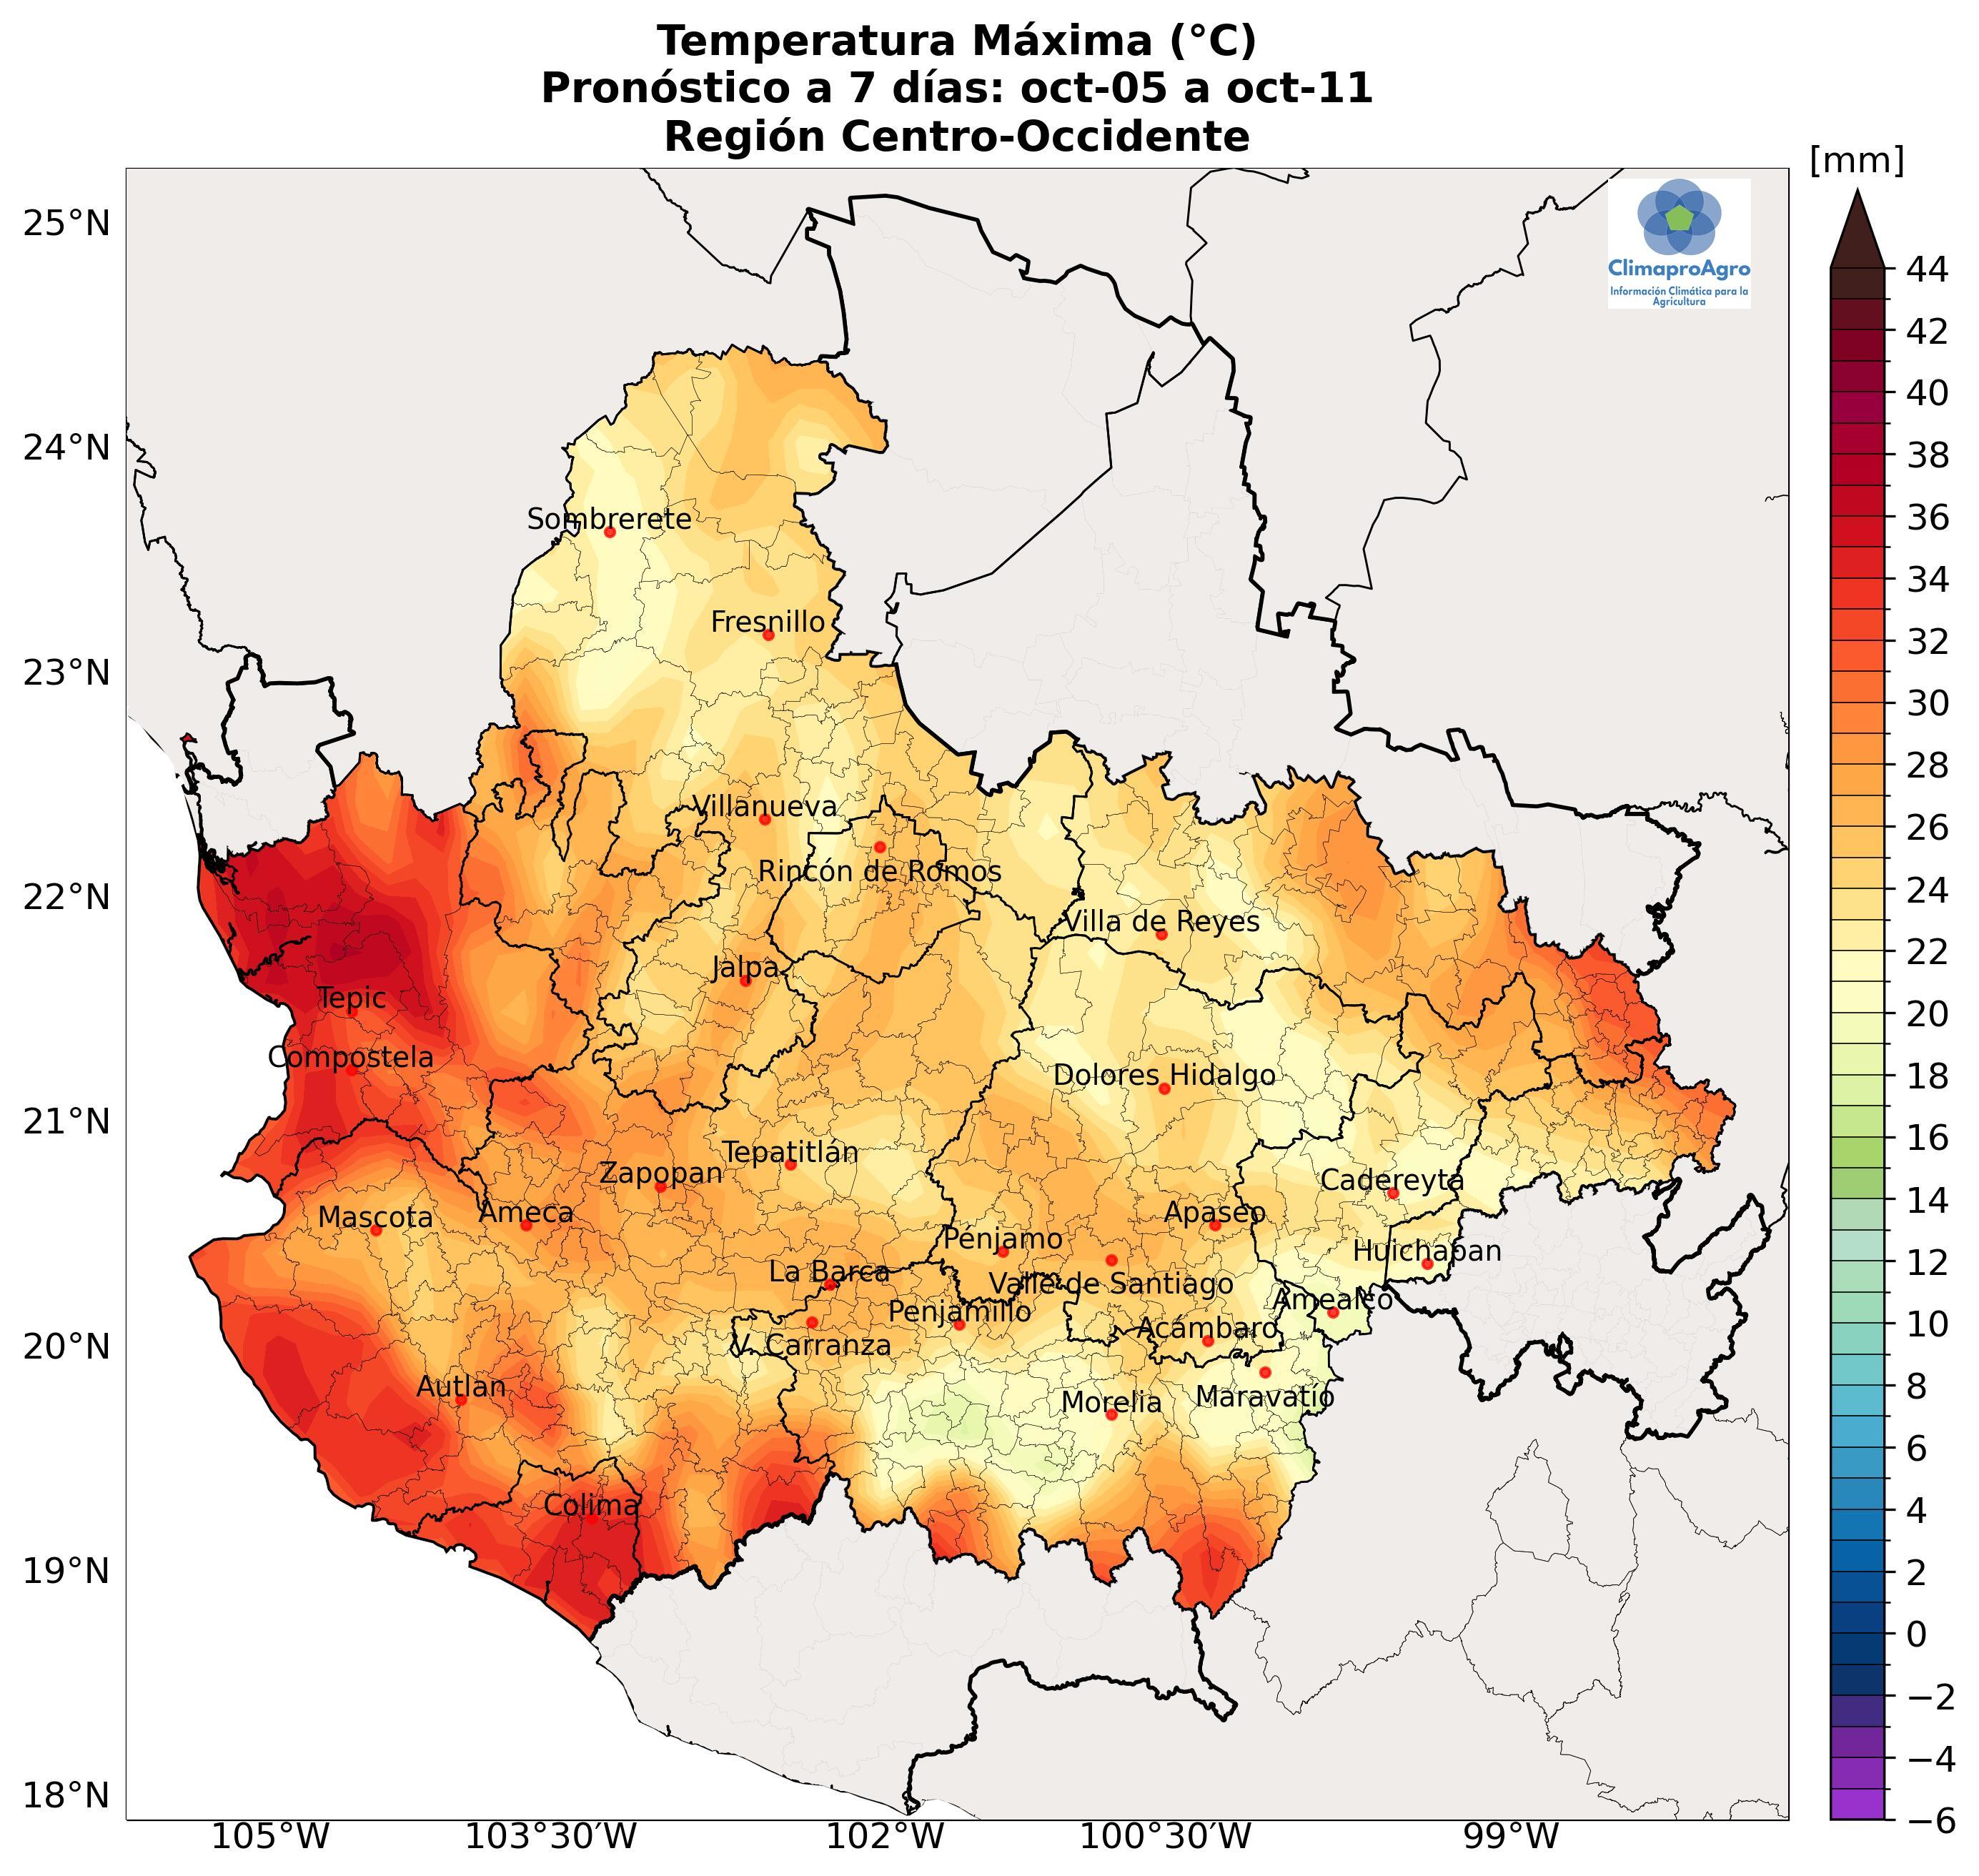 Temperatura Máxima (°C)
Pronóstico a 7 días: oct-05 a oct-11
Región Centro-Occidente
[mm]
ClimaproAgro
Información Climática para la
Agricultura
25°N
24°N
23°N
22°N
21°N
20°N
19°N
18°N
Sombrerete
Fresnillo
Villanueva
Rincón de Romos
Villa de Reyes
Jalpa
Tepic
Compostela
Dolores Hidalgo
Tepatitlán
Zapopan
Cadereyta
Mascota
Ameca
Apaseo
Pénjamo
Huichapan
La Barca
Valle de Santiago
Amealco
Penjamillo
Acámbaro
V. Carranza
Autlan
Morelia
Maravatío
Colima
105°W
103°30′W
102°W
100°30′W
99°W
44
42
40
38
36
34
32
30
28
26
24
22
20
18
16
14
12
10
8
6
4
2
0
−2
−4
−6